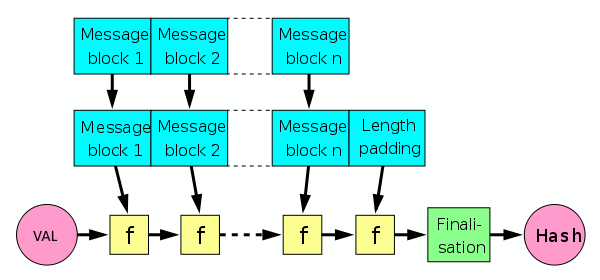 Message
block 1
Message
block 2
Message
block n
Message
block 1
Message
block 2
Message
block n
Length
padding
VAL
f
f
f
f
Finali-
sation
Hash